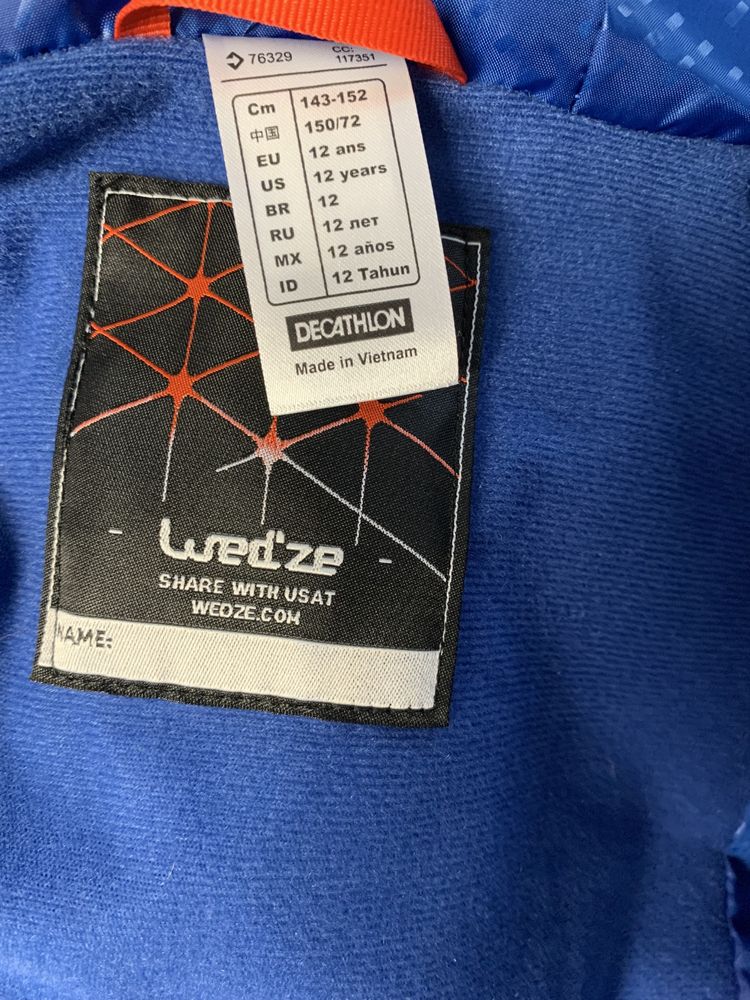 76329 CC: 117351
Cm 143-152
中国 150/72
EU 12 ans
US 12 years
BR 12
RU 12 лет
MX 12 años
ID 12 Tahun
DECATHLON
Made in Vietnam
Wed'ze
SHARE WITH USAT
WEDZE.COM
NAME: